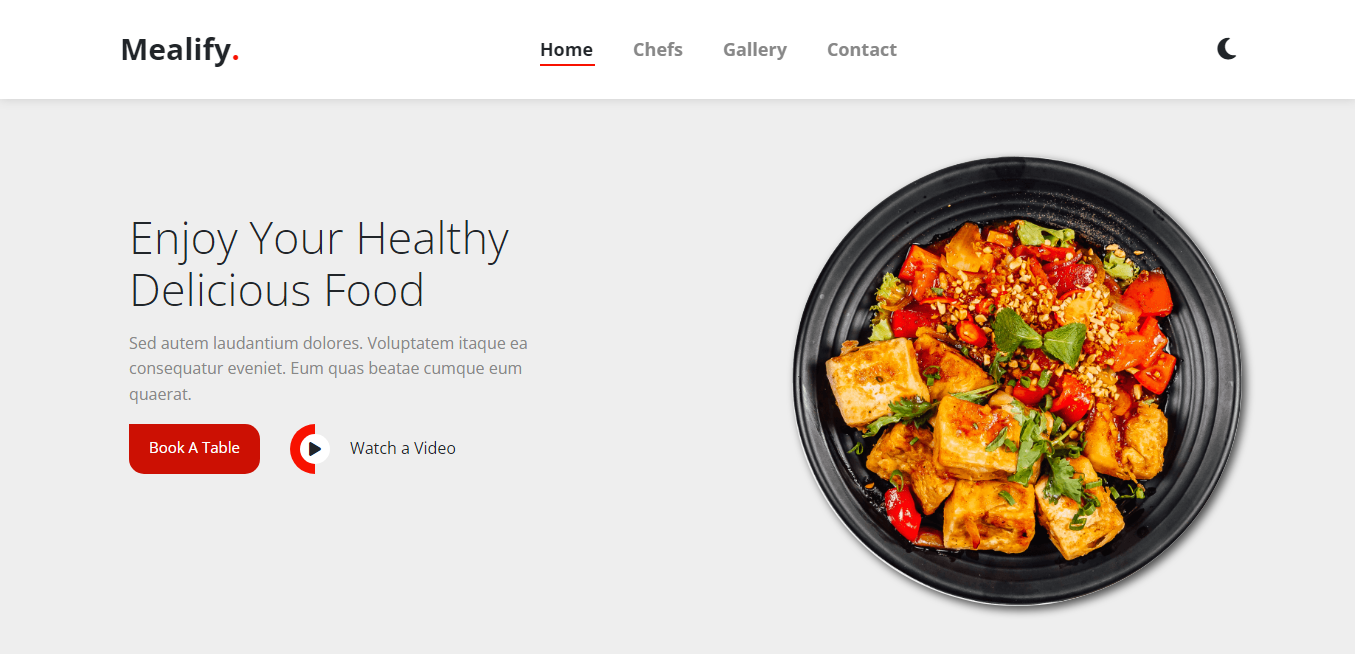 Mealify.
Home Chefs Gallery Contact
Enjoy Your Healthy
Delicious Food
Sed autem laudantium dolores. Voluptatem itaque ea
consequatur eveniet. Eum quas beatae cumque eum
quaerat.
Book A Table
Watch a Video